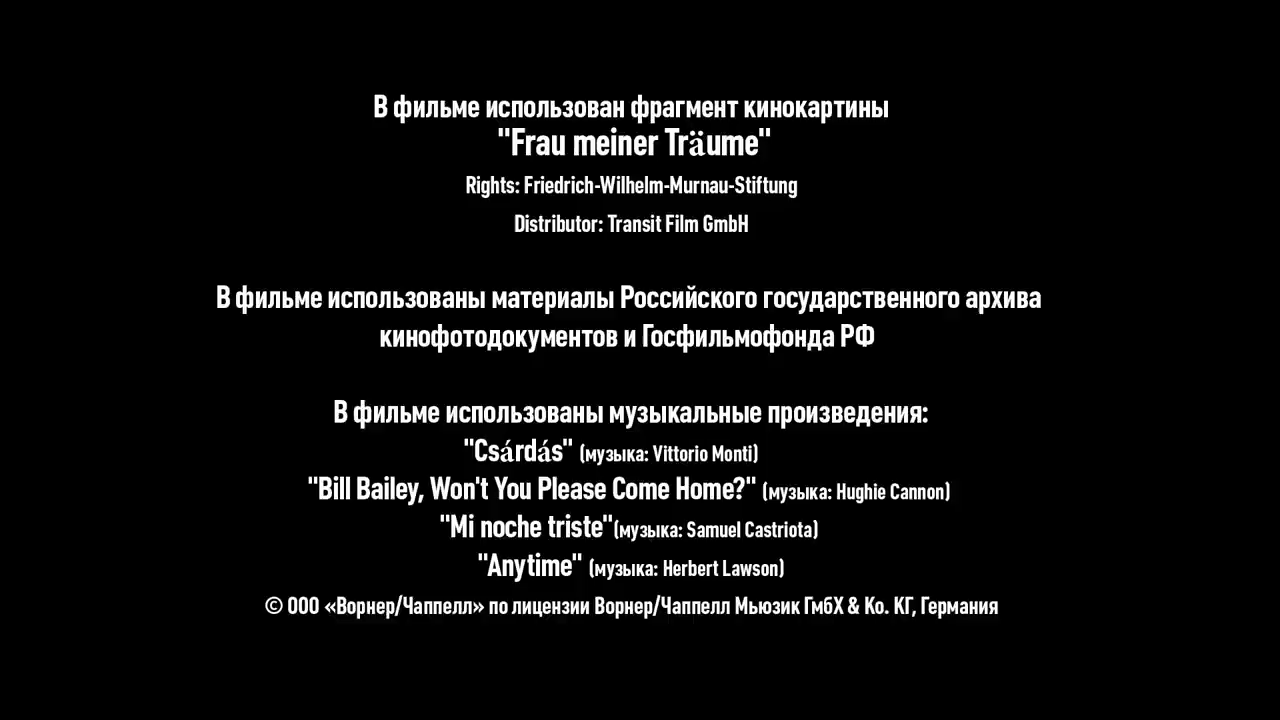 В фильме использован фрагмент кинокартины
"Frau meiner Träume"
Rights: Friedrich-Wilhelm-Murnau-Stiftung
Distributor: Transit Film GmbH
В фильме использованы материалы Российского государственного архива
кинофотодокументов и Госфильмофонда РФ
В фильме использованы музыкальные произведения:
"Csárdás" (музыка: Vittorio Monti)
"Bill Bailey, Won't You Please Come Home?" (музыка: Hughie Cannon)
"Mi noche triste"(музыка: Samuel Castriota)
"Anytime" (музыка: Herbert Lawson)
© ООО «Ворнер/Чаппелл» по лицензии Ворнер/Чаппелл Мьюзик ГмбХ & Ко. КГ, Германия